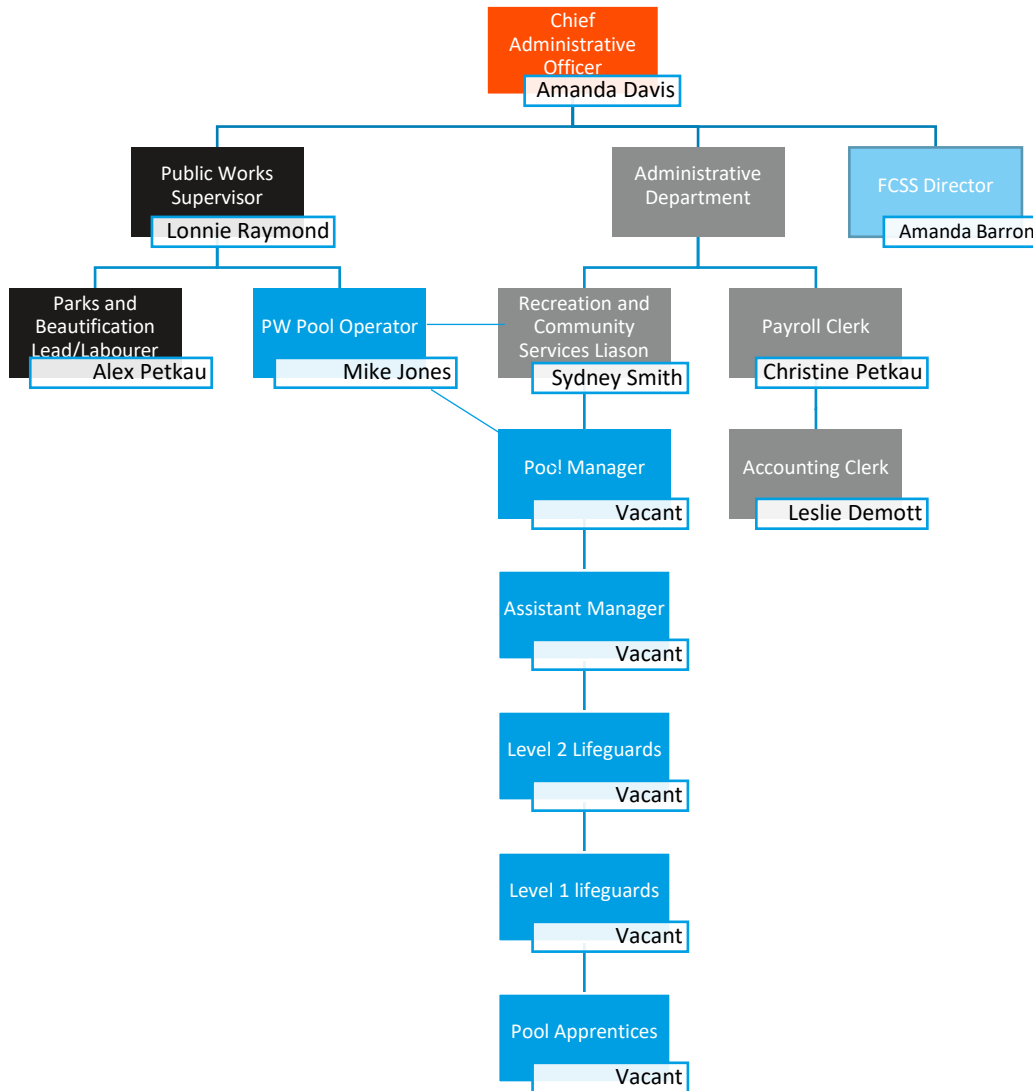 Chief
Administrative
Officer
Amanda Davis
Public Works
Supervisor
Lonnie Raymond
Administrative
Department
FCSS Director
Amanda Barron
Parks and
Beautification
Lead/Labourer
Alex Petkau
PW Pool Operator
Mike Jones
Recreation and
Community
Services Liason
Sydney Smith
Payroll Clerk
Christine Petkau
Pool Manager
Vacant
Accounting Clerk
Leslie Demott
Assistant Manager
Vacant
Level 2 Lifeguards
Vacant
Level 1 lifeguards
Vacant
Pool Apprentices
Vacant